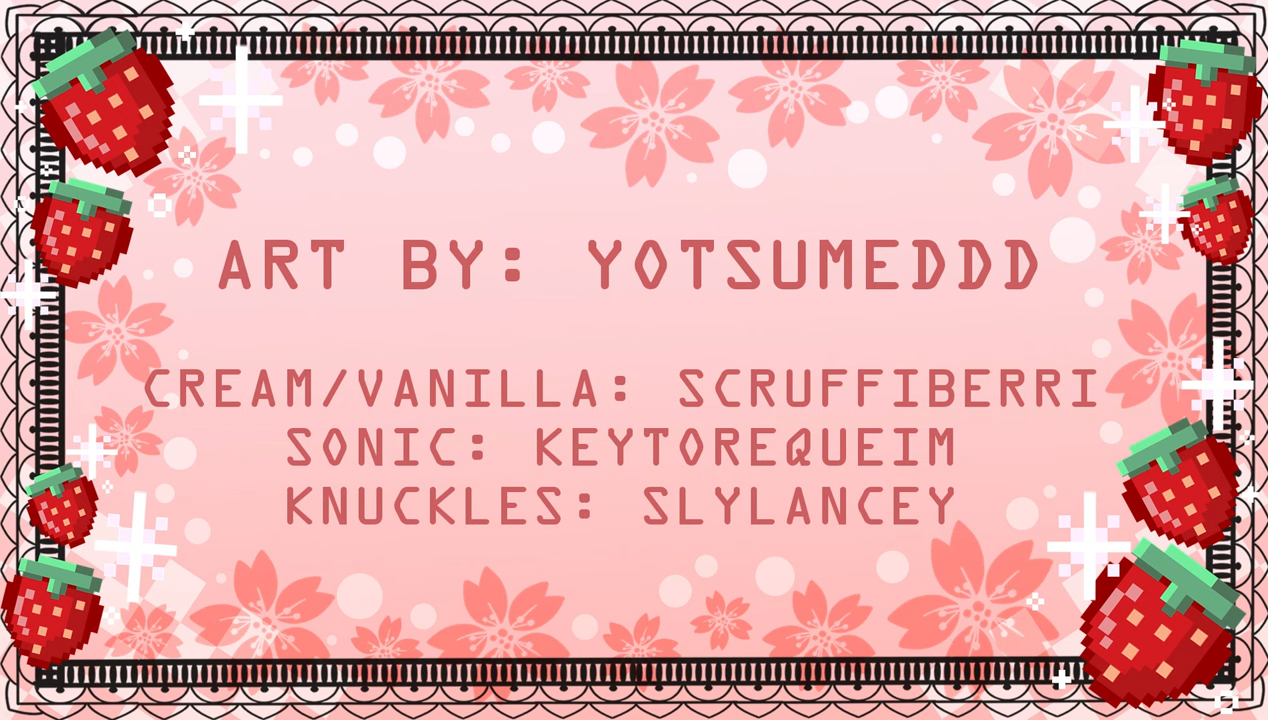 ART BY: YOTSUMEDDD
CREAM/VANILLA: SCRUFFIBERRI
SONIC: KEYTOREQUEIM
KNUCKLES: SLYLANCEY